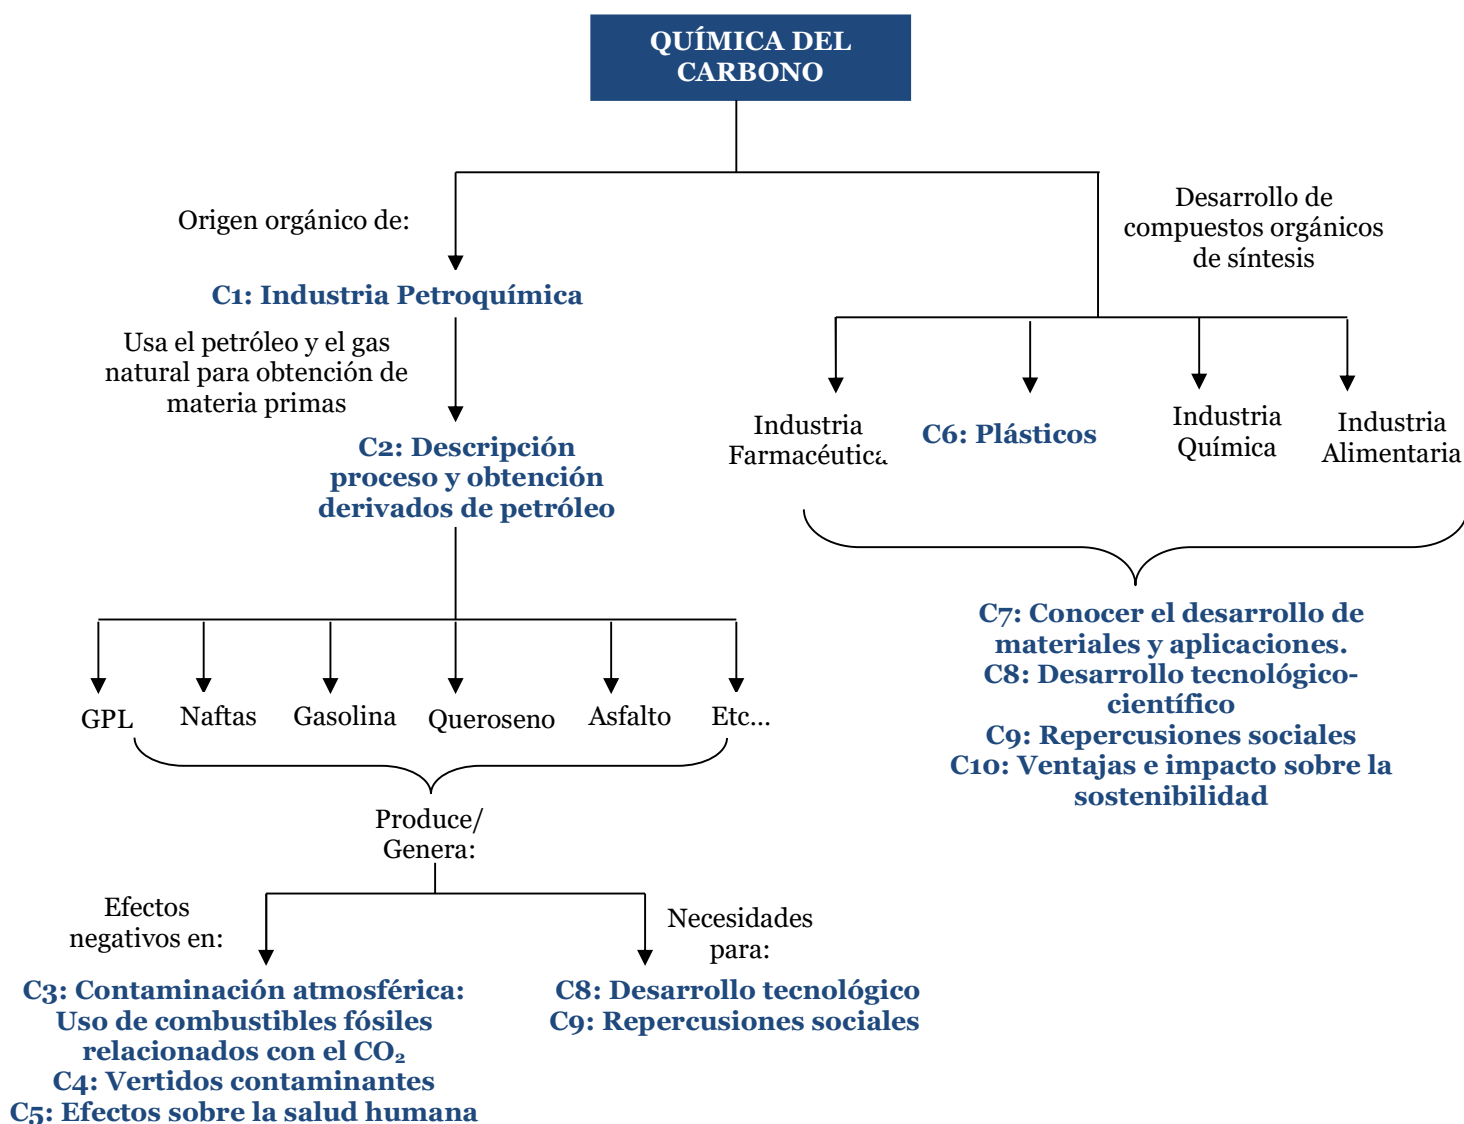 QUÍMICA DEL
CARBONO
Origen orgánico de:
Desarrollo de
compuestos orgánicos
de síntesis
C1: Industria Petroquímica
Usa el petróleo y el gas
natural para obtención de
materia primas
C2: Descripción
proceso y obtención
derivados de petróleo
Industria
Farmacéutica
C6: Plásticos
Industria
Química
Industria
Alimentaria
C7: Conocer el desarrollo de
materiales y aplicaciones.
C8: Desarrollo tecnológico-
científico
C9: Repercusiones sociales
C10: Ventajas e impacto sobre la
sostenibilidad
GPL
Naftas
Gasolina
Queroseno
Asfalto
Etc...
Produce/
Genera:
Efectos
negativos en:
Necesidades
para:
C3: Contaminación atmosférica:
Uso de combustibles fósiles
relacionados con el CO₂
C4: Vertidos contaminantes
C5: Efectos sobre la salud humana
C8: Desarrollo tecnológico
C9: Repercusiones sociales